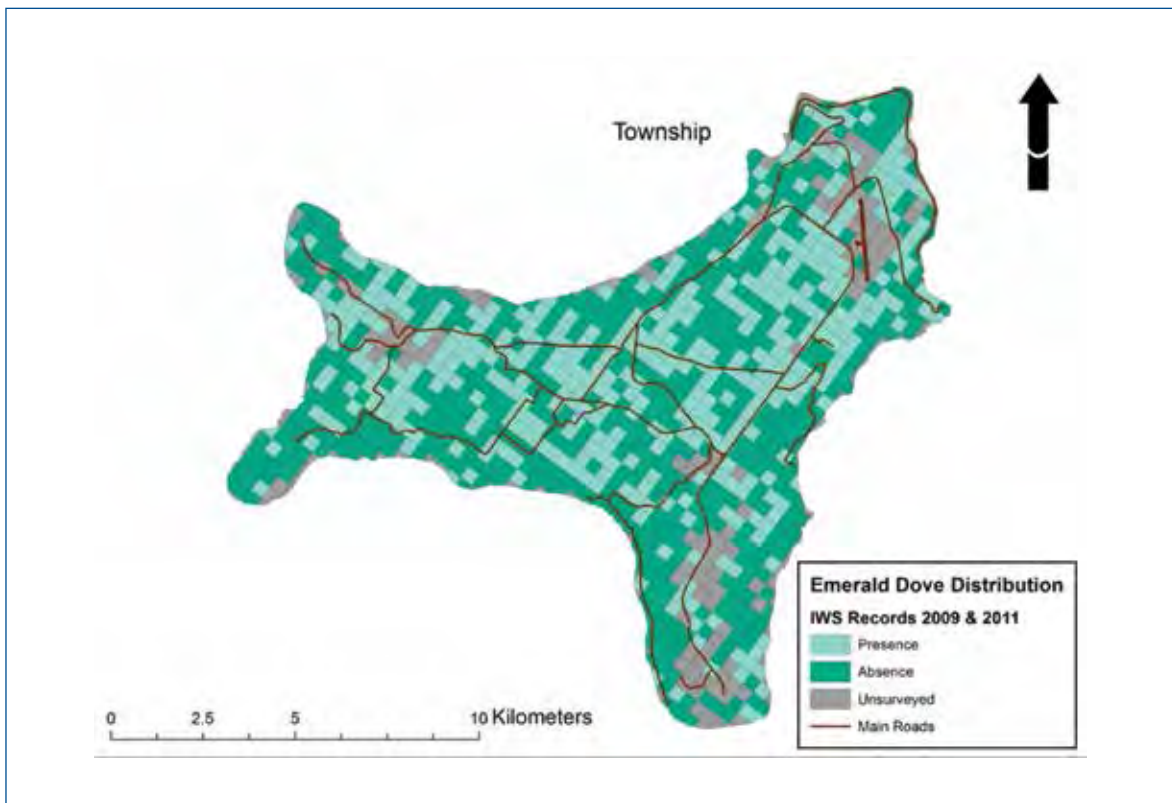 Township
Emerald Dove Distribution
IWS Records 2009 & 2011
Presence
Absence
Unsurveyed
Main Roads
0 2.5 5 10 Kilometers